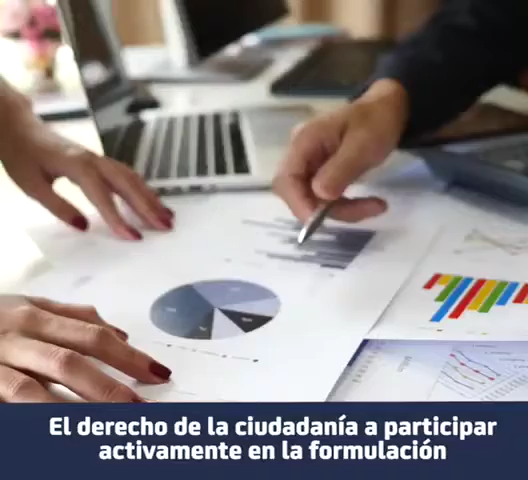 El derecho de la ciudadanía a participar
activamente en la formulación